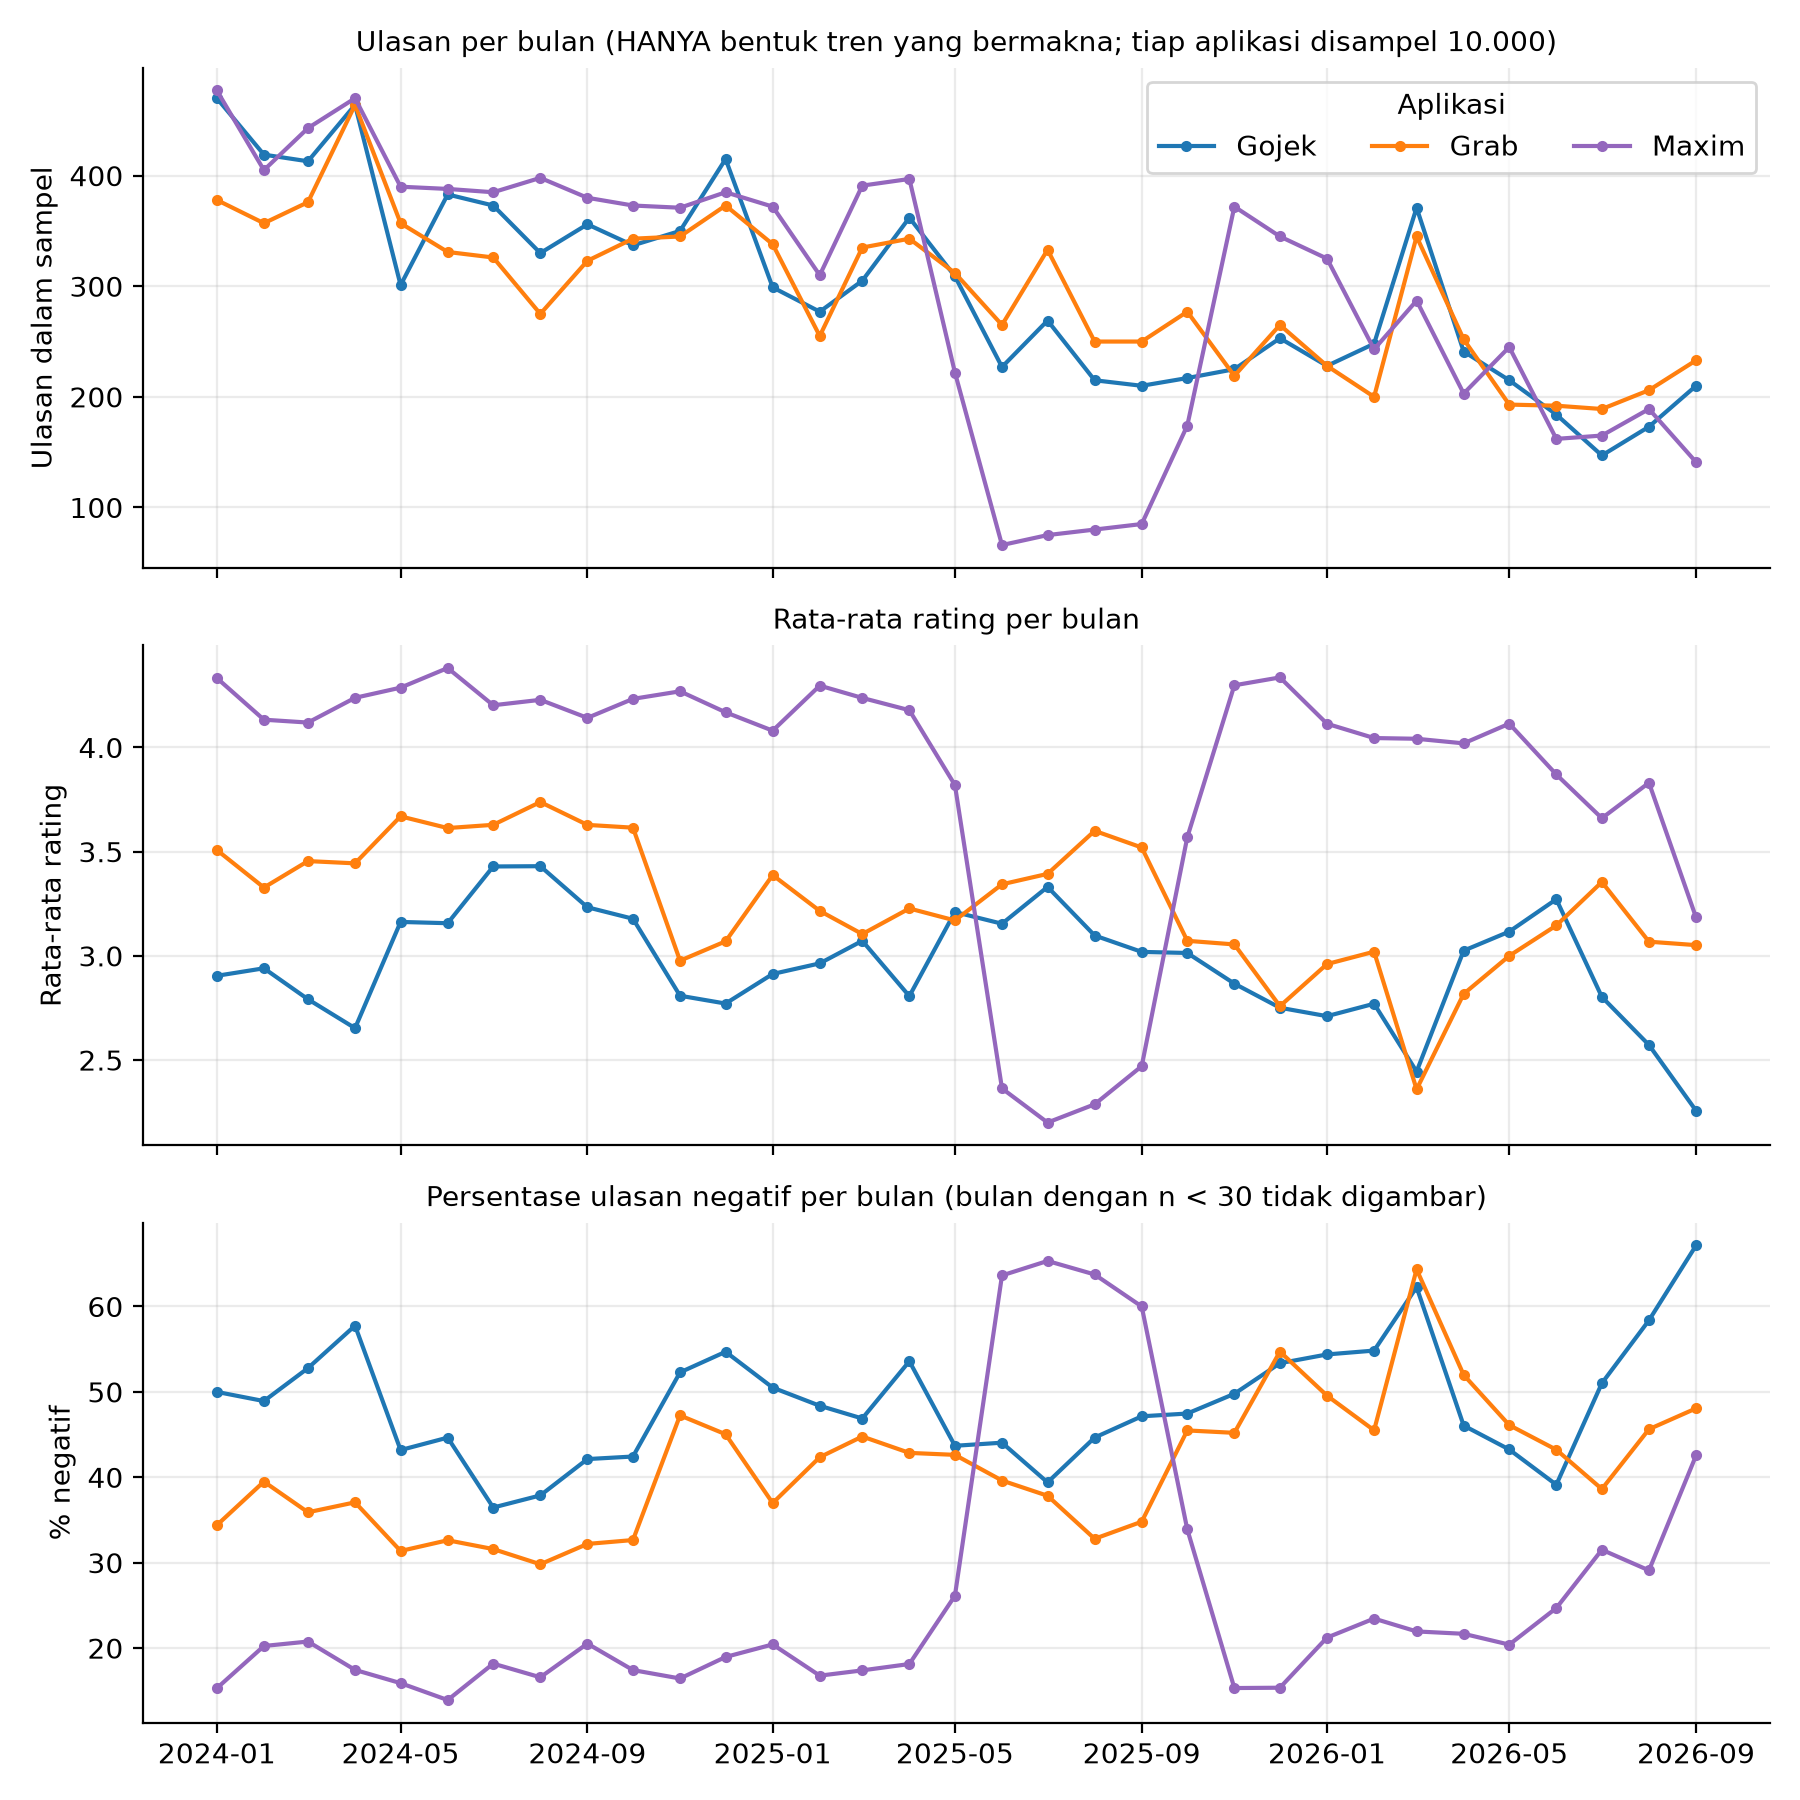 Ulasan per bulan (HANYA bentuk tren yang bermakna; tiap aplikasi disampel 10.000)
Aplikasi
Gojek
Grab
Maxim
Ulasan dalam sampel
400
300
200
100
Rata-rata rating per bulan
Rata-rata rating
4.0
3.5
3.0
2.5
Persentase ulasan negatif per bulan (bulan dengan n < 30 tidak digambar)
% negatif
60
50
40
30
20
2024-01
2024-05
2024-09
2025-01
2025-05
2025-09
2026-01
2026-05
2026-09